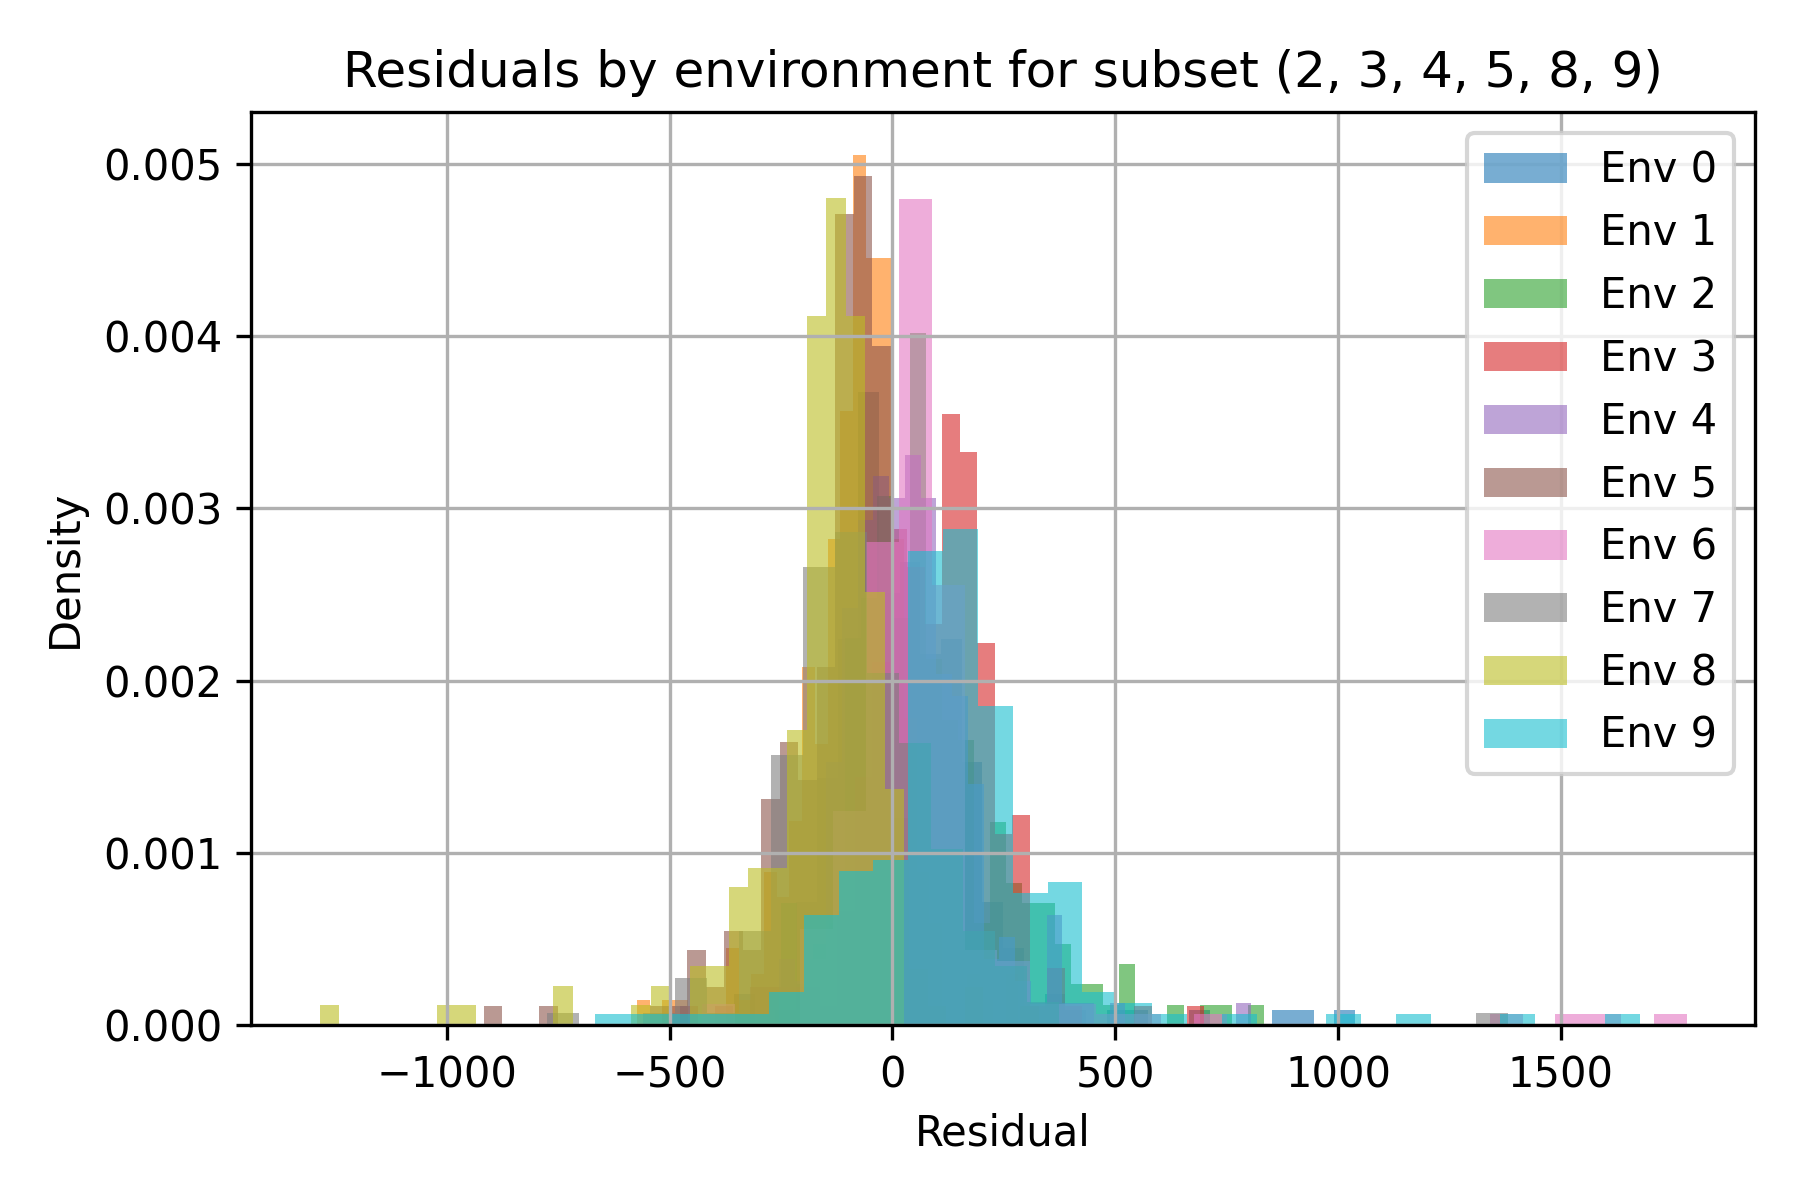 Residuals by environment for subset (2, 3, 4, 5, 8, 9)
0.005
0.004
0.003
0.002
0.001
0.000
Density
−1000
−500
0
500
1000
1500
Residual
Env 0
Env 1
Env 2
Env 3
Env 4
Env 5
Env 6
Env 7
Env 8
Env 9